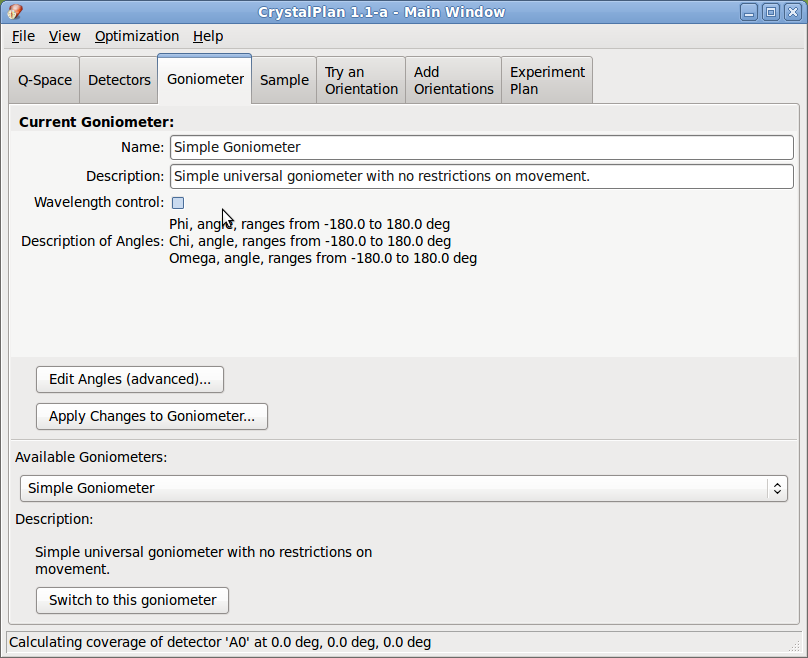 CrystalPlan 1.1-a - Main Window
File View Optimization Help
Q-Space Detectors Goniometer Sample Try an Orientation Add Orientations Experiment Plan
Current Goniometer:
Name: Simple Goniometer
Description: Simple universal goniometer with no restrictions on movement.
Wavelength control:
Phi, angle, ranges from -180.0 to 180.0 deg
Description of Angles: Chi, angle, ranges from -180.0 to 180.0 deg
Omega, angle, ranges from -180.0 to 180.0 deg
Edit Angles (advanced)...
Apply Changes to Goniometer...
Available Goniometers:
Simple Goniometer
Description:
Simple universal goniometer with no restrictions on
movement.
Switch to this goniometer
Calculating coverage of detector 'A0' at 0.0 deg, 0.0 deg, 0.0 deg